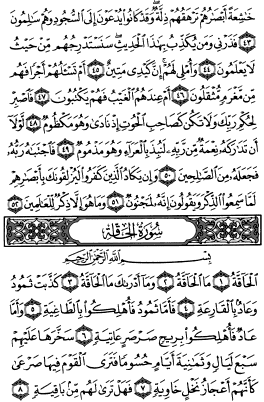 خَٰشِعَةً أَبْصَٰرُهُمْ تَرْهَقُهُمْ ذِلَّةٌ وَقَدْ كَانُوا۟ يُدْعَوْنَ إِلَى ٱلسُّجُودِ وَهُمْ سَٰلِمُونَ
٤٣ فَذَرْنِى وَمَن يُكَذِّبُ بِهَٰذَا ٱلْحَدِيثِ سَنَسْتَدْرِجُهُم مِّنْ حَيْثُ
لَا يَعْلَمُونَ ٤٤ وَأُمْلِى لَهُمْ إِنَّ كَيْدِى مَتِينٌ ٤٥ أَمْ تَسْـَٔلُهُمْ أَجْرًا فَهُم
مِّن مَّغْرَمٍ مُّثْقَلُونَ ٤٦ أَمْ عِندَهُمُ ٱلْغَيْبُ فَهُمْ يَكْتُبُونَ ٤٧ فَٱصْبِرْ
لِحُكْمِ رَبِّكَ وَلَا تَكُن كَصَاحِبِ ٱلْحُوتِ إِذْ نَادَىٰ وَهُوَ مَكْظُومٌ ٤٨ لَّوْلَآ
أَن تَدَٰرَكَهُۥ نِعْمَةٌ مِّن رَّبِّهِۦ لَنُبِذَ بِٱلْعَرَآءِ وَهُوَ مَذْمُومٌ ٤٩ فَٱجْتَبَٰهُ رَبُّهُۥ
فَجَعَلَهُۥ مِنَ ٱلصَّٰلِحِينَ ٥٠ وَإِن يَكَادُ ٱلَّذِينَ كَفَرُوا۟ لَيُزْلِقُونَكَ بِأَبْصَٰرِهِمْ
لَمَّا سَمِعُوا۟ ٱلذِّكْرَ وَيَقُولُونَ إِنَّهُۥ لَمَجْنُونٌ ٥١ وَمَا هُوَ إِلَّا ذِكْرٌ لِّلْعَٰلَمِينَ ٥٢
سُورَةُ الحَاقَّة
بِسْمِ ٱللَّهِ ٱلرَّحْمَٰنِ ٱلرَّحِيمِ
ٱلْحَآقَّةُ ١ مَا ٱلْحَآقَّةُ ٢ وَمَآ أَدْرَىٰكَ مَا ٱلْحَآقَّةُ ٣ كَذَّبَتْ ثَمُودُ
وَعَادٌۢ بِٱلْقَارِعَةِ ٤ فَأَمَّا ثَمُودُ فَأُهْلِكُوا۟ بِٱلطَّاغِيَةِ ٥ وَأَمَّا
عَادٌ فَأُهْلِكُوا۟ بِرِيحٍ صَرْصَرٍ عَاتِيَةٍ ٦ سَخَّرَهَا عَلَيْهِمْ
سَبْعَ لَيَالٍ وَثَمَٰنِيَةَ أَيَّامٍ حُسُومًا فَتَرَى ٱلْقَوْمَ فِيهَا صَرْعَىٰ
كَأَنَّهُمْ أَعْجَازُ نَخْلٍ خَاوِيَةٍ ٧ فَهَلْ تَرَىٰ لَهُم مِّنۢ بَاقِيَةٍ ٨